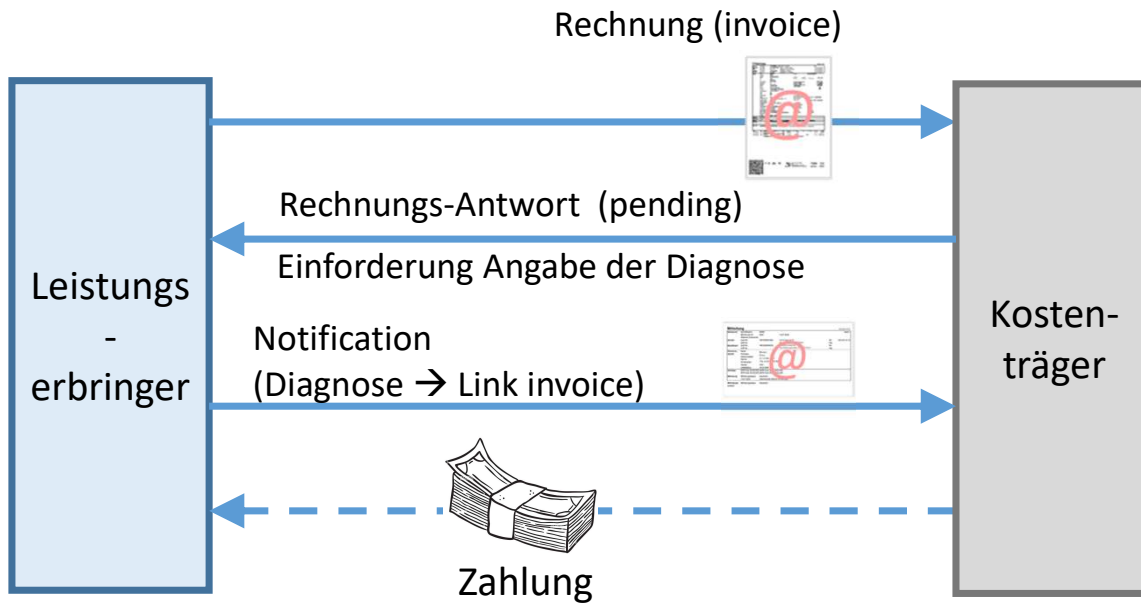 Rechnung (invoice)
@
Rechnungs-Antwort (pending)
Einforderung Angabe der Diagnose
Leistungs
-
erbringer
Kosten-
träger
Notification
(Diagnose → Link invoice)
@
Zahlung